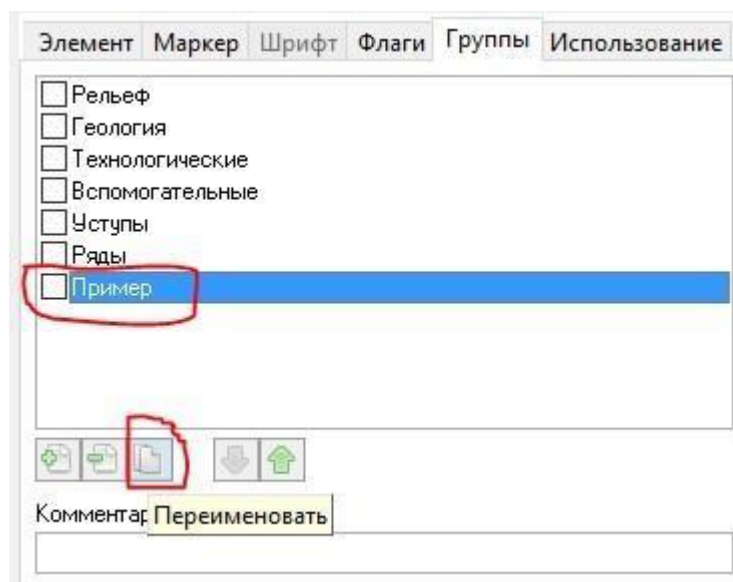 Элемент Маркер Шрифт Флаги Группы Использование
Рельеф
Геология
Технологические
Вспомогательные
Уступы
Ряды
Пример
Комментар Переименовать